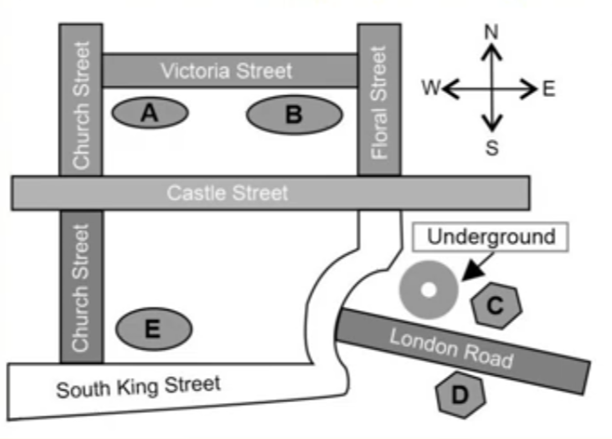 N
Church Street
Victoria Street
Floral Street
W
E
A
B
S
Castle Street
Underground
Church Street
C
E
London Road
South King Street
D